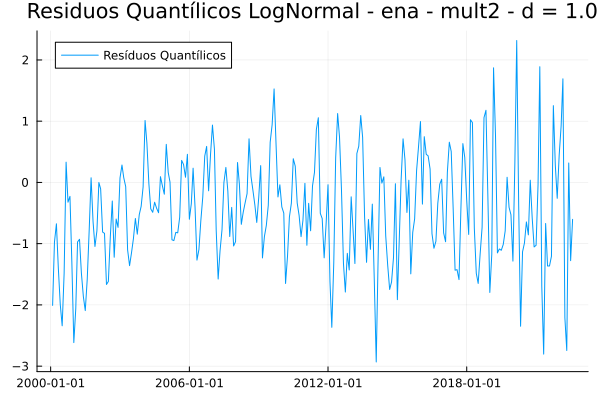 Residuos Quantílicos LogNormal - ena - mult2 - d = 1.0
Resíduos Quantílicos
2
1
0
−1
−2
−3
2000-01-01 2006-01-01 2012-01-01 2018-01-01